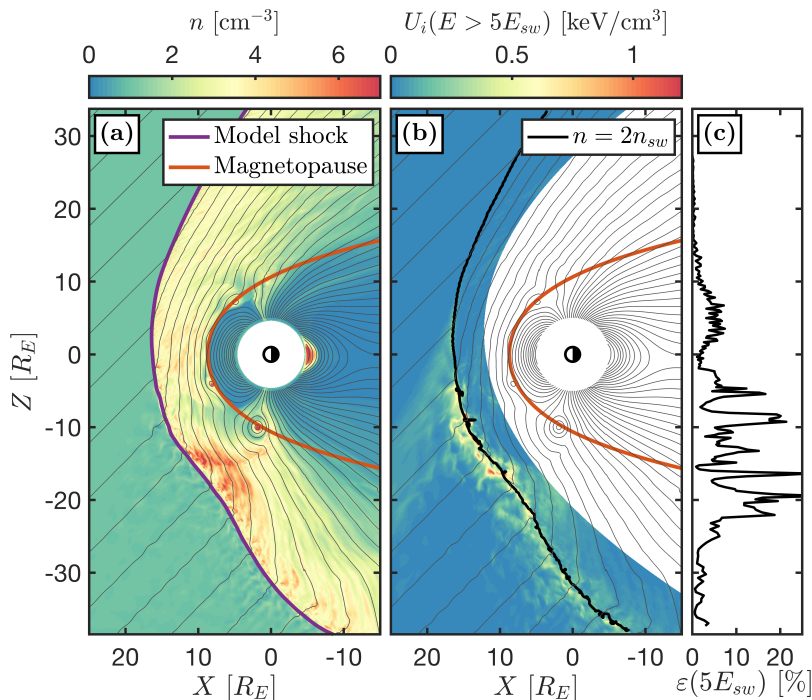 n [cm⁻³]
U_i(E > 5E_sw) [keV/cm³]
0 2 4 6
0 0.5 1
(a)
Model shock
Magnetopause
(b)
n = 2n_sw
(c)
Z [R_E]
30
20
10
0
-10
-20
-30
20 10 0 -10
20 10 0 -10
0 10 20
X [R_E]
X [R_E]
ε(5E_sw) [%]